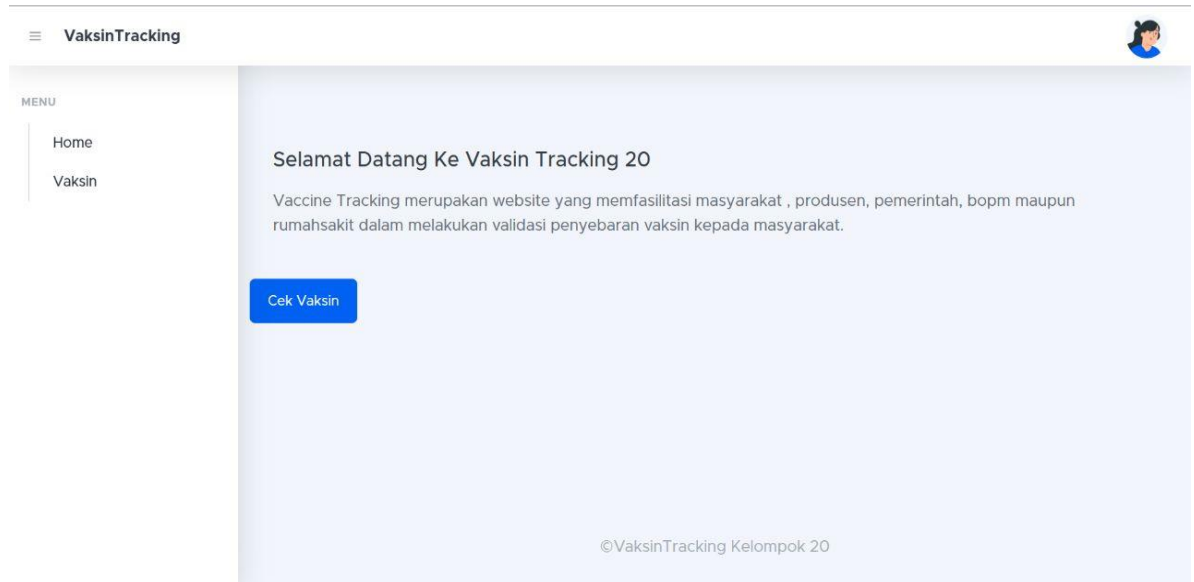 VaksinTracking
MENU
Home
Vaksin
Selamat Datang Ke Vaksin Tracking 20
Vaccine Tracking merupakan website yang memfasilitasi masyarakat , produsen, pemerintah, bopm maupun
rumahsakit dalam melakukan validasi penyebaran vaksin kepada masyarakat.
Cek Vaksin
©VaksinTracking Kelompok 20